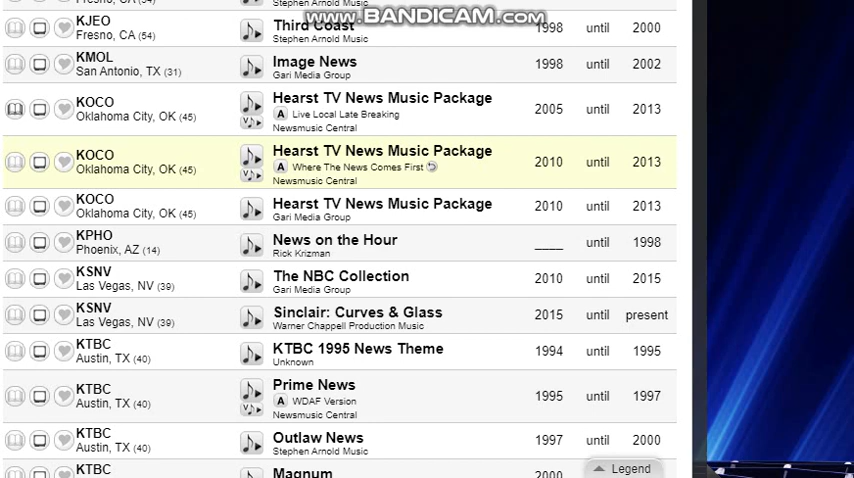 Fresno, CA (54) Stephen Arnold Music
www.BANDICAM.com
KJEO Third Coast 1998 until 2000
Fresno, CA (54) Stephen Arnold Music
KMOL Image News 1998 until 2002
San Antonio, TX (31) Gari Media Group
KOCO Hearst TV News Music Package 2005 until 2013
Oklahoma City, OK (45) A Live Local Late Breaking
Newsmusic Central
KOCO Hearst TV News Music Package 2010 until 2013
Oklahoma City, OK (45) A Where The News Comes First
Newsmusic Central
KOCO Hearst TV News Music Package 2010 until 2013
Oklahoma City, OK (45) Gari Media Group
KPHO News on the Hour ____ until 1998
Phoenix, AZ (14) Rick Krizman
KSNV The NBC Collection 2010 until 2015
Las Vegas, NV (39) Gari Media Group
KSNV Sinclair: Curves & Glass 2015 until present
Las Vegas, NV (39) Warner Chappell Production Music
KTBC KTBC 1995 News Theme 1994 until 1995
Austin, TX (40) Unknown
KTBC Prime News 1995 until 1997
Austin, TX (40) A WDAF Version
Newsmusic Central
KTBC Outlaw News 1997 until 2000
Austin, TX (40) Stephen Arnold Music
KTBC Magnum 2000
Legend